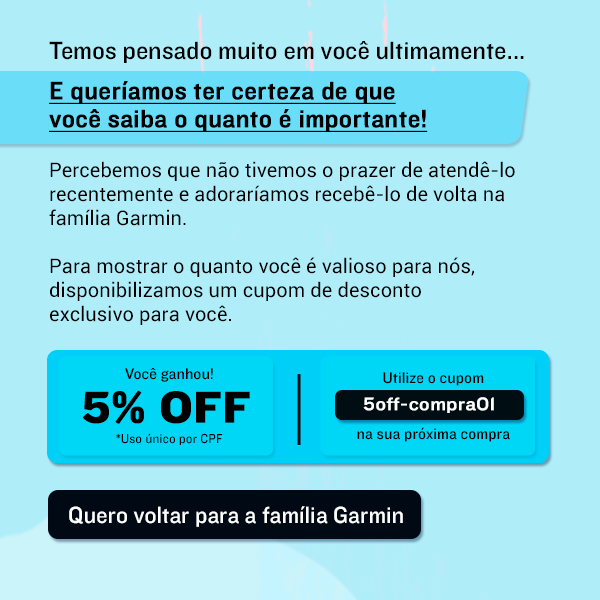 Temos pensado muito em você ultimamente...
E queríamos ter certeza de que
você saiba o quanto é importante!
Percebemos que não tivemos o prazer de atendê-lo
recentemente e adoraríamos recebê-lo de volta na
família Garmin.
Para mostrar o quanto você é valioso para nós,
disponibilizamos um cupom de desconto
exclusivo para você.
Você ganhou!
5% OFF
*Uso único por CPF
Utilize o cupom
5off-compra01
na sua próxima compra
Quero voltar para a família Garmin